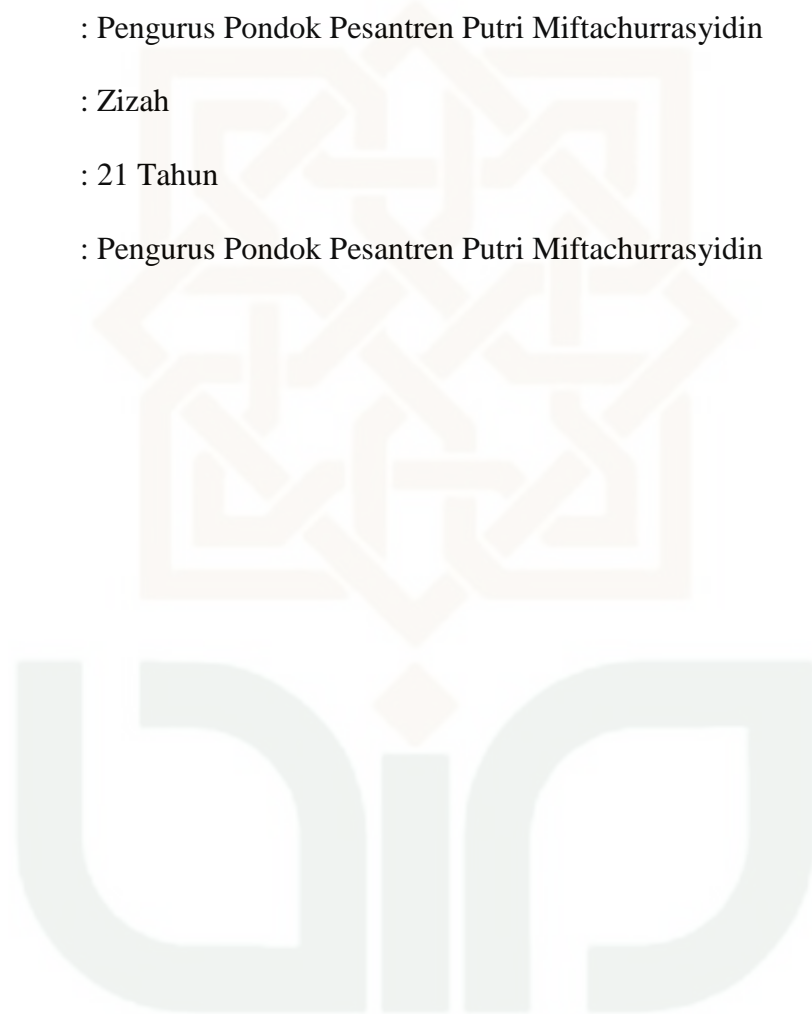 : Pengurus Pondok Pesantren Putri Miftachurrasyidin
: Zizah
: 21 Tahun
: Pengurus Pondok Pesantren Putri Miftachurrasyidin